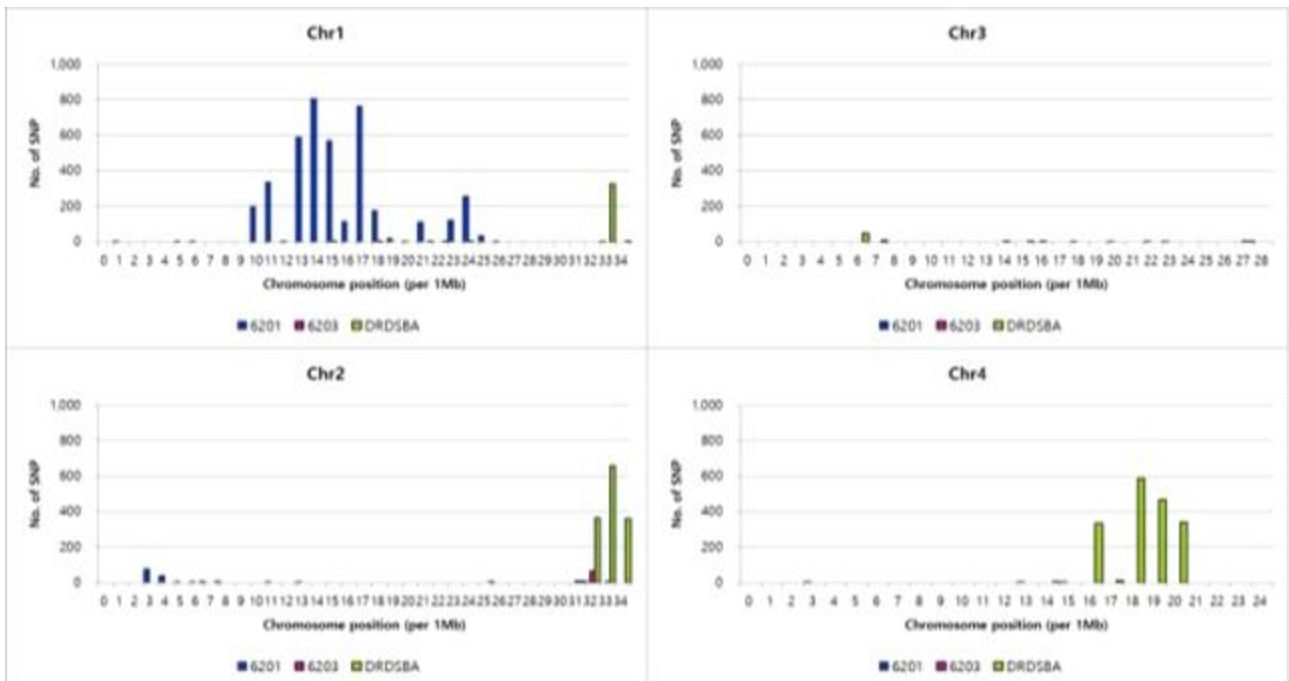 Chr1
1,000
800
600
400
200
0
No. of SNP
0 1 2 3 4 5 6 7 8 9 10 11 12 13 14 15 16 17 18 19 20 21 22 23 24 25 26 27 28 29 30 31 32 33 34
Chromosome position (per 1Mb)
6201 6203 DRDSBA
Chr3
1,000
800
600
400
200
0
No. of SNP
0 1 2 3 4 5 6 7 8 9 10 11 12 13 14 15 16 17 18 19 20 21 22 23 24 25 26 27 28
Chromosome position (per 1Mb)
6201 6203 DRDSBA
Chr2
1,000
800
600
400
200
0
No. of SNP
0 1 2 3 4 5 6 7 8 9 10 11 12 13 14 15 16 17 18 19 20 21 22 23 24 25 26 27 28 29 30 31 32 33 34
Chromosome position (per 1Mb)
6201 6203 DRDSBA
Chr4
1,000
800
600
400
200
0
No. of SNP
0 1 2 3 4 5 6 7 8 9 10 11 12 13 14 15 16 17 18 19 20 21 22 23 24
Chromosome position (per 1Mb)
6201 6203 DRDSBA